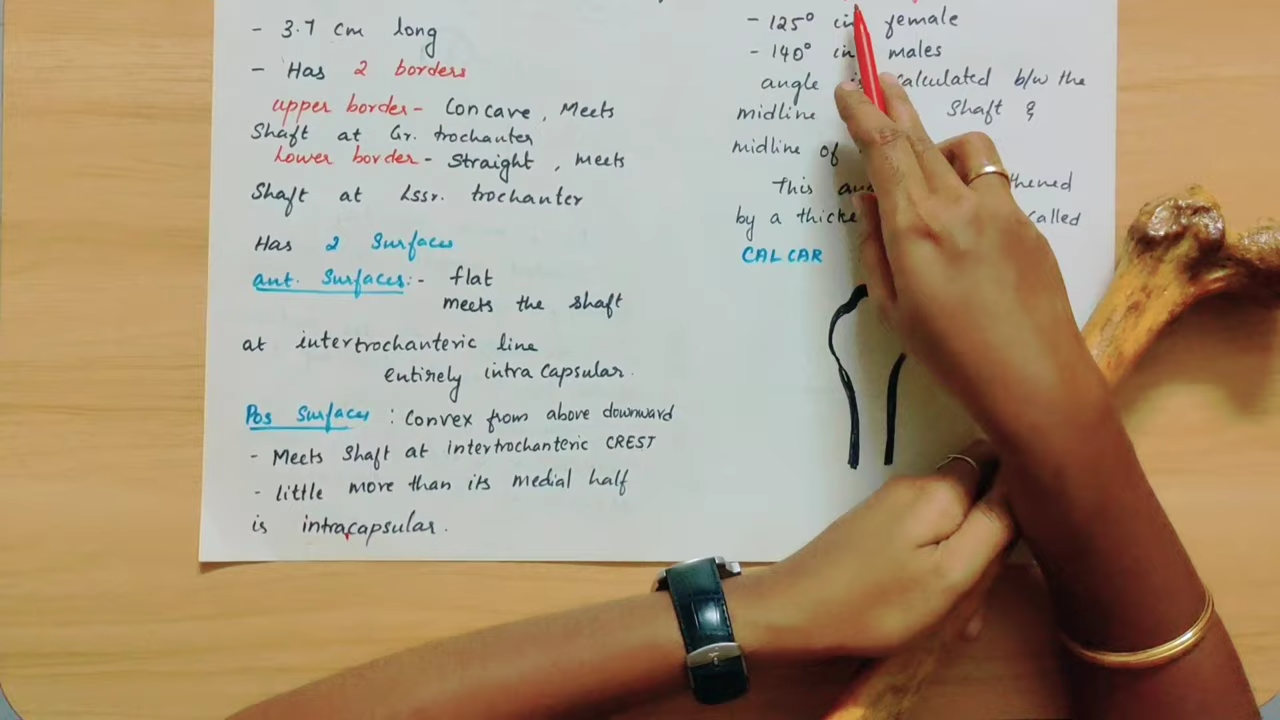 - 3.7 cm long
- Has 2 borders
upper border - Concave, Meets
Shaft at Gr. trochanter
Lower border - Straight, meets
Shaft at Lssr. trochanter
Has 2 Surfaces
ant. Surfaces:- flat
meets the shaft
at intertrochanteric line
entirely intra capsular.
Pos Surfaces : Convex from above downward
- Meets Shaft at intertrochanteric CREST
- little more than its medial half
is intracapsular.
- 125° in female
- 140° in males
angle is calculated b/w the
midline Shaft &
midline of
This
by a called
CALCAR